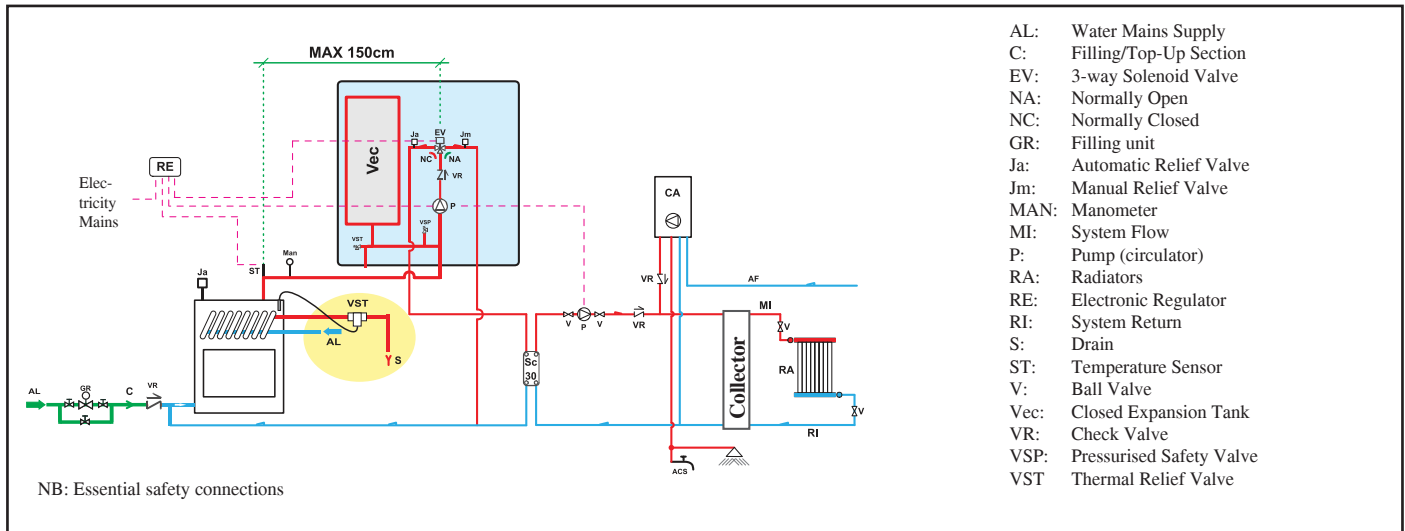 MAX 150cm
Vec
Ja
EV
Jm
NC
NA
VR
P
VSP
VST
RE
Elec-
tricity
Mains
ST
Man
Ja
VST
AL
S
AL
GR
C
VR
Sc
30
V
P
V
VR
VR
CA
AF
MI
V
RA
V
RI
Collector
ACS
NB: Essential safety connections
AL: Water Mains Supply
C: Filling/Top-Up Section
EV: 3-way Solenoid Valve
NA: Normally Open
NC: Normally Closed
GR: Filling unit
Ja: Automatic Relief Valve
Jm: Manual Relief Valve
MAN: Manometer
MI: System Flow
P: Pump (circulator)
RA: Radiators
RE: Electronic Regulator
RI: System Return
S: Drain
ST: Temperature Sensor
V: Ball Valve
Vec: Closed Expansion Tank
VR: Check Valve
VSP: Pressurised Safety Valve
VST Thermal Relief Valve